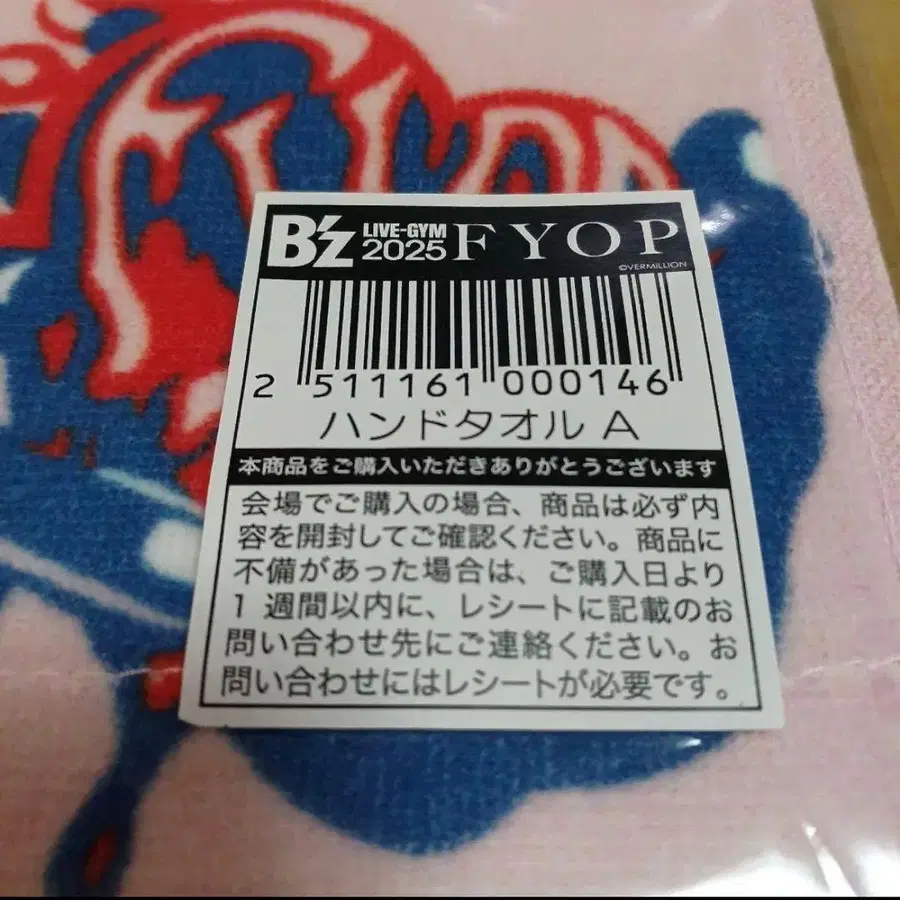 B'z LIVE-GYM 2025 FYOP
©VERMILLION
2 511161 000146
ハンドタオル A
本商品をご購入いただきありがとうございます
会場でご購入の場合、商品は必ず内
容を開封してご確認ください。商品に
不備があった場合は、ご購入日より
1 週間以内に、レシートに記載のお
問い合わせ先にご連絡ください。お
問い合わせにはレシートが必要です。